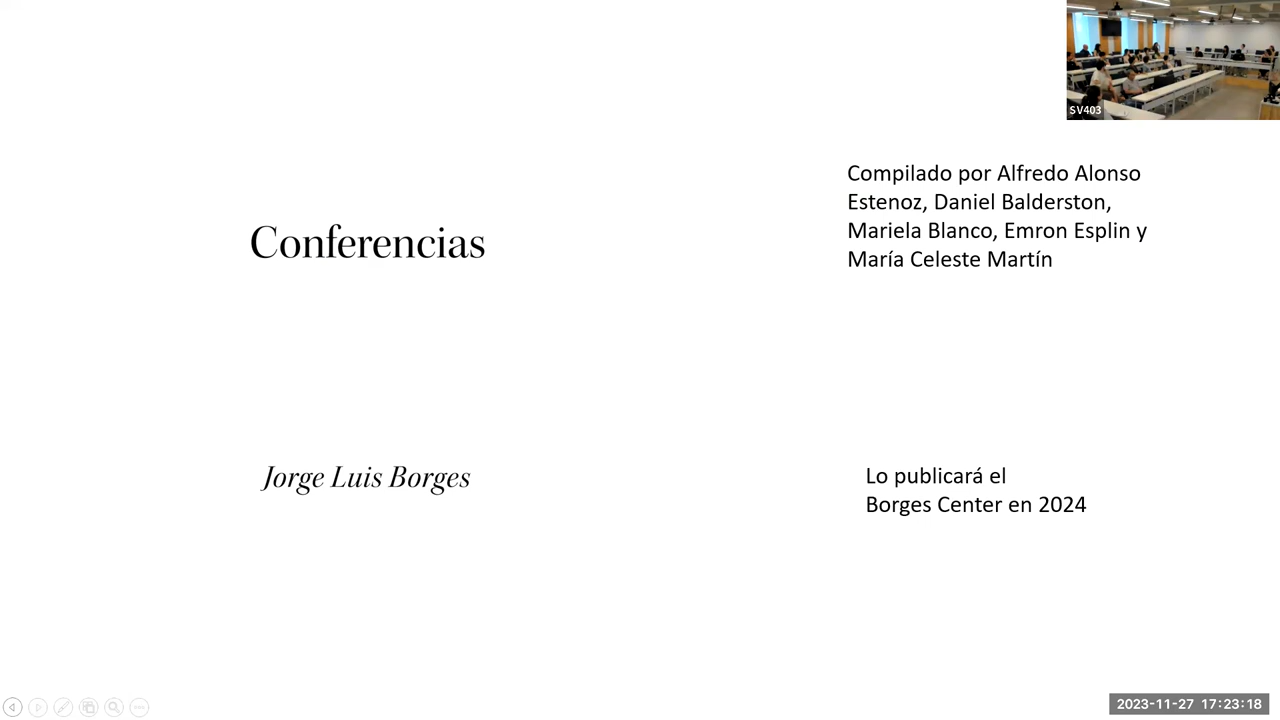 SV403
Compilado por Alfredo Alonso
Estenoz, Daniel Balderston,
Mariela Blanco, Emron Esplin y
María Celeste Martín
Conferencias
Jorge Luis Borges
Lo publicará el
Borges Center en 2024
2023-11-27 17:23:18